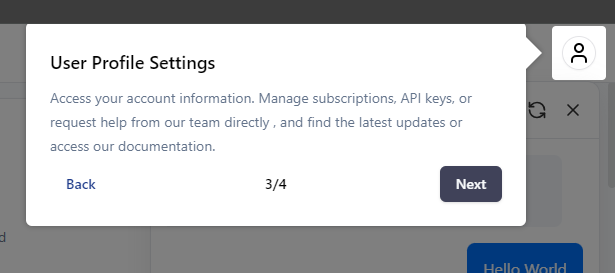 User Profile Settings
Access your account information. Manage subscriptions, API keys, or
request help from our team directly , and find the latest updates or
access our documentation.
Back 3/4 Next
d
Hello World